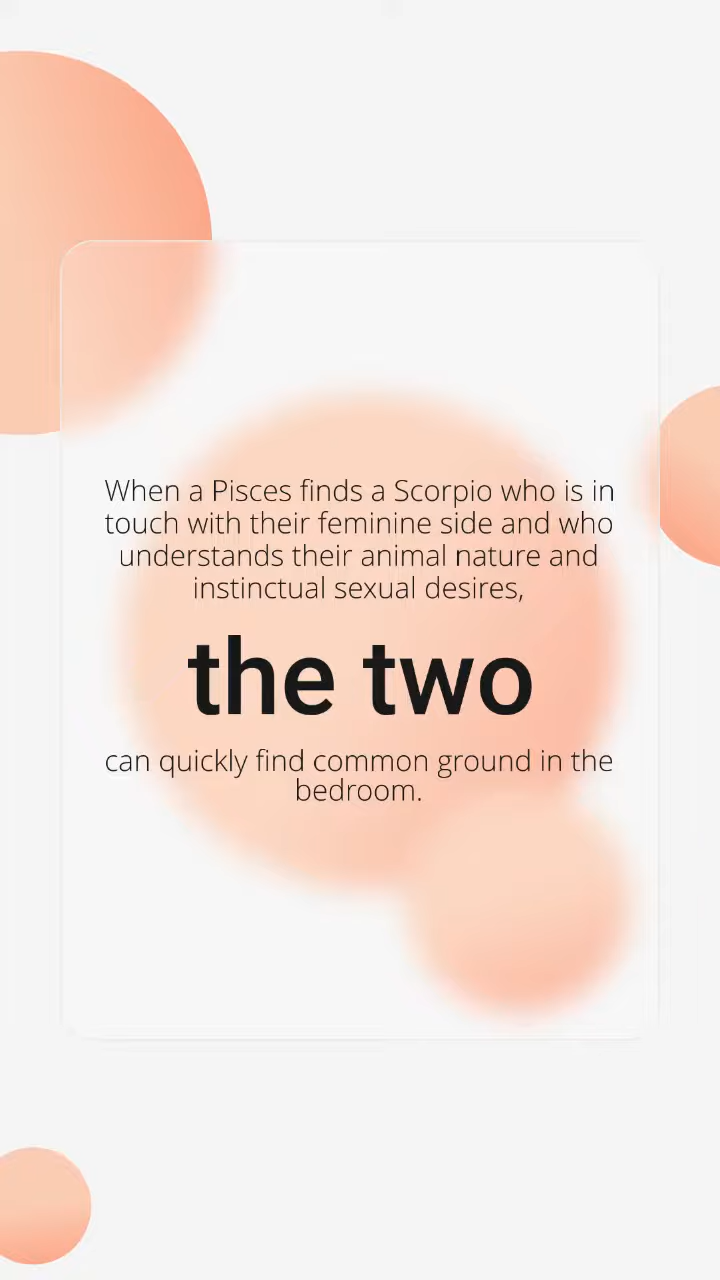 When a Pisces finds a Scorpio who is in
touch with their feminine side and who
understands their animal nature and
instinctual sexual desires,
the two
can quickly find common ground in the
bedroom.